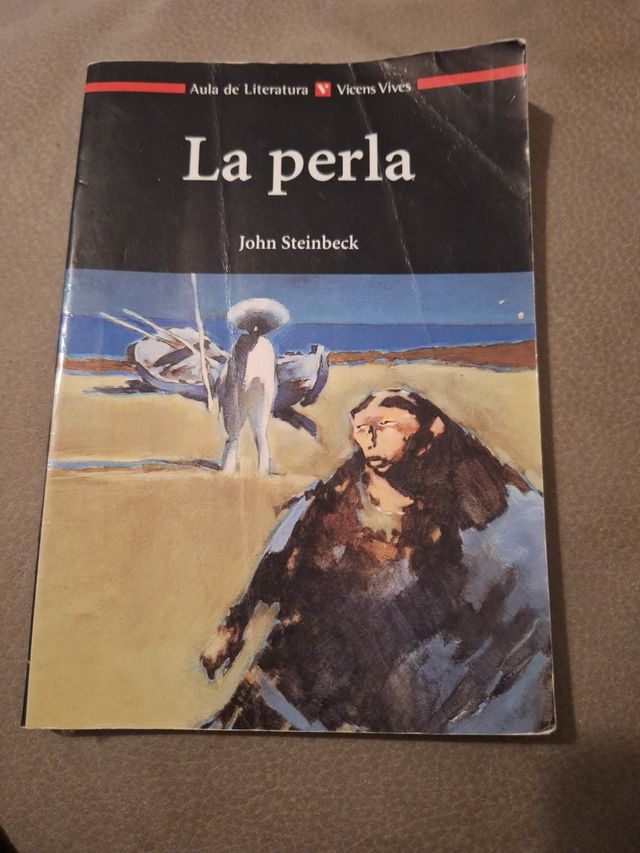 Aula de Literatura V Vicens Vives
La perla
John Steinbeck